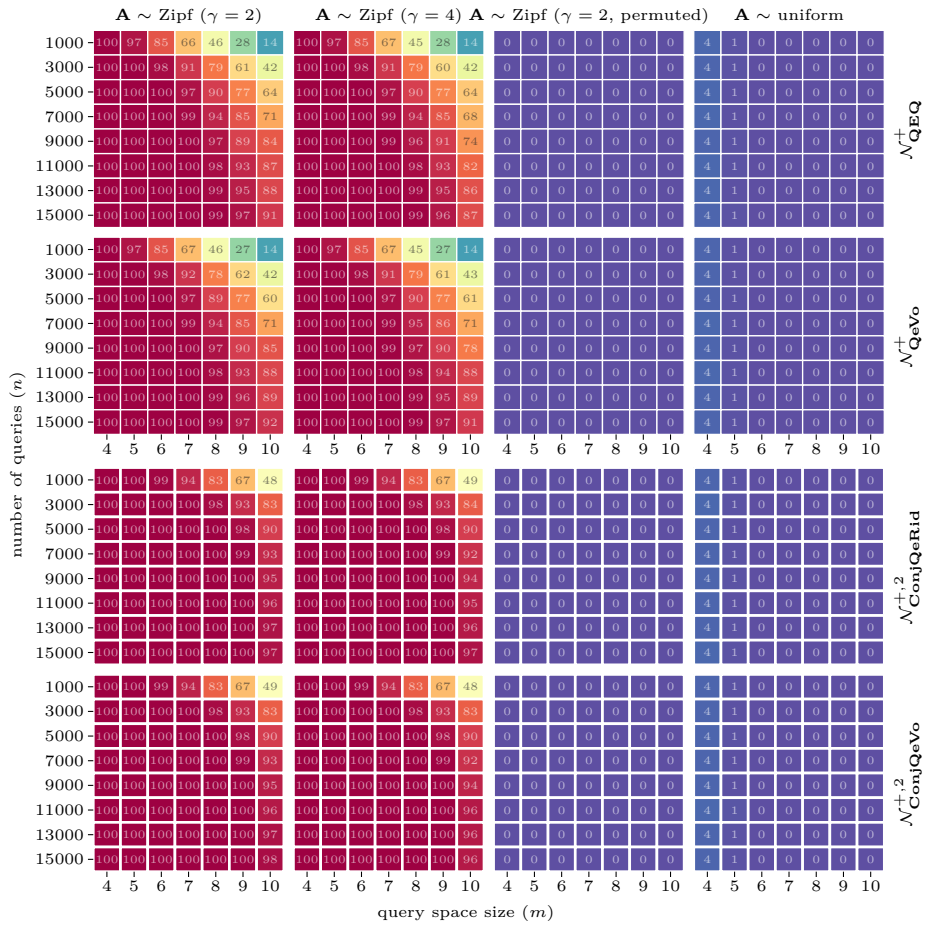 A ∼ Zipf (γ = 2) A ∼ Zipf (γ = 4) A ∼ Zipf (γ = 2, permuted) A ∼ uniform
1000 100 97 85 66 46 28 14 100 97 85 67 45 28 14 0 0 0 0 0 0 0 4 1 0 0 0 0 0
3000 100 100 98 91 79 61 42 100 100 98 91 79 60 42 0 0 0 0 0 0 0 4 1 0 0 0 0 0
5000 100 100 100 97 90 77 64 100 100 100 97 90 77 64 0 0 0 0 0 0 0 4 1 0 0 0 0 0
7000 100 100 100 99 94 85 71 100 100 100 99 94 85 68 0 0 0 0 0 0 0 4 1 0 0 0 0 0
9000 100 100 100 100 97 89 84 100 100 100 99 96 91 74 0 0 0 0 0 0 0 4 1 0 0 0 0 0
11000 100 100 100 100 98 93 87 100 100 100 100 98 93 82 0 0 0 0 0 0 0 4 1 0 0 0 0 0
13000 100 100 100 100 99 95 88 100 100 100 100 99 95 86 0 0 0 0 0 0 0 4 1 0 0 0 0 0
15000 100 100 100 100 99 97 91 100 100 100 100 99 96 87 0 0 0 0 0 0 0 4 1 0 0 0 0 0
𝒩⁺QEQ
1000 100 97 85 67 46 27 14 100 97 85 67 45 27 14 0 0 0 0 0 0 0 4 1 0 0 0 0 0
3000 100 100 98 92 78 62 42 100 100 98 91 79 61 43 0 0 0 0 0 0 0 4 1 0 0 0 0 0
5000 100 100 100 97 89 77 60 100 100 100 97 90 77 61 0 0 0 0 0 0 0 4 1 0 0 0 0 0
7000 100 100 100 99 94 85 71 100 100 100 99 95 86 71 0 0 0 0 0 0 0 4 1 0 0 0 0 0
9000 100 100 100 100 97 90 85 100 100 100 99 97 90 78 0 0 0 0 0 0 0 4 1 0 0 0 0 0
11000 100 100 100 100 98 93 88 100 100 100 100 98 94 88 0 0 0 0 0 0 0 4 1 0 0 0 0 0
13000 100 100 100 100 99 96 89 100 100 100 100 99 95 89 0 0 0 0 0 0 0 4 1 0 0 0 0 0
15000 100 100 100 100 99 97 92 100 100 100 100 99 97 91 0 0 0 0 0 0 0 4 1 0 0 0 0 0
𝒩⁺QeVo
4 5 6 7 8 9 10 4 5 6 7 8 9 10 4 5 6 7 8 9 10 4 5 6 7 8 9 10
number of queries (n)
1000 100 100 99 94 83 67 48 100 100 99 94 83 67 49 0 0 0 0 0 0 0 4 1 0 0 0 0 0
3000 100 100 100 100 98 93 83 100 100 100 100 98 93 84 0 0 0 0 0 0 0 4 1 0 0 0 0 0
5000 100 100 100 100 100 98 90 100 100 100 100 100 98 90 0 0 0 0 0 0 0 4 1 0 0 0 0 0
7000 100 100 100 100 100 99 93 100 100 100 100 100 99 92 0 0 0 0 0 0 0 4 1 0 0 0 0 0
9000 100 100 100 100 100 100 95 100 100 100 100 100 100 94 0 0 0 0 0 0 0 4 1 0 0 0 0 0
11000 100 100 100 100 100 100 96 100 100 100 100 100 100 95 0 0 0 0 0 0 0 4 1 0 0 0 0 0
13000 100 100 100 100 100 100 97 100 100 100 100 100 100 96 0 0 0 0 0 0 0 4 1 0 0 0 0 0
15000 100 100 100 100 100 100 97 100 100 100 100 100 100 97 0 0 0 0 0 0 0 4 1 0 0 0 0 0
𝒩⁺,²ConjQeRid
1000 100 100 99 94 83 67 49 100 100 99 94 83 67 48 0 0 0 0 0 0 0 4 1 0 0 0 0 0
3000 100 100 100 100 98 93 83 100 100 100 100 98 93 83 0 0 0 0 0 0 0 4 1 0 0 0 0 0
5000 100 100 100 100 100 98 90 100 100 100 100 100 98 90 0 0 0 0 0 0 0 4 1 0 0 0 0 0
7000 100 100 100 100 100 99 93 100 100 100 100 100 99 92 0 0 0 0 0 0 0 4 1 0 0 0 0 0
9000 100 100 100 100 100 100 95 100 100 100 100 100 100 94 0 0 0 0 0 0 0 4 1 0 0 0 0 0
11000 100 100 100 100 100 100 96 100 100 100 100 100 100 96 0 0 0 0 0 0 0 4 1 0 0 0 0 0
13000 100 100 100 100 100 100 97 100 100 100 100 100 100 96 0 0 0 0 0 0 0 4 1 0 0 0 0 0
15000 100 100 100 100 100 100 98 100 100 100 100 100 100 96 0 0 0 0 0 0 0 4 1 0 0 0 0 0
𝒩⁺,²ConjQeVo
4 5 6 7 8 9 10 4 5 6 7 8 9 10 4 5 6 7 8 9 10 4 5 6 7 8 9 10
query space size (m)